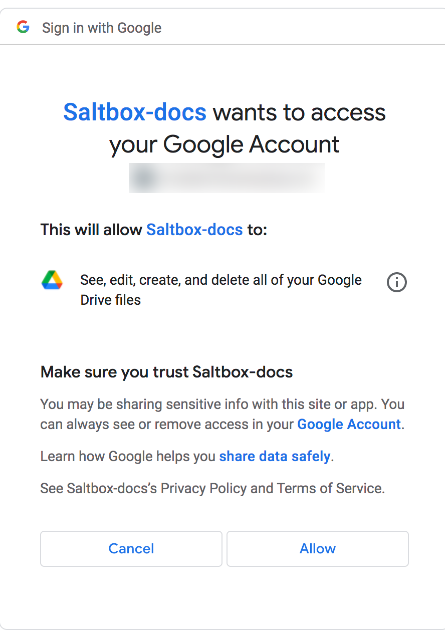 Sign in with Google
Saltbox-docs wants to access
your Google Account
This will allow Saltbox-docs to:
See, edit, create, and delete all of your Google
Drive files
Make sure you trust Saltbox-docs
You may be sharing sensitive info with this site or app. You
can always see or remove access in your Google Account.
Learn how Google helps you share data safely.
See Saltbox-docs's Privacy Policy and Terms of Service.
Cancel
Allow